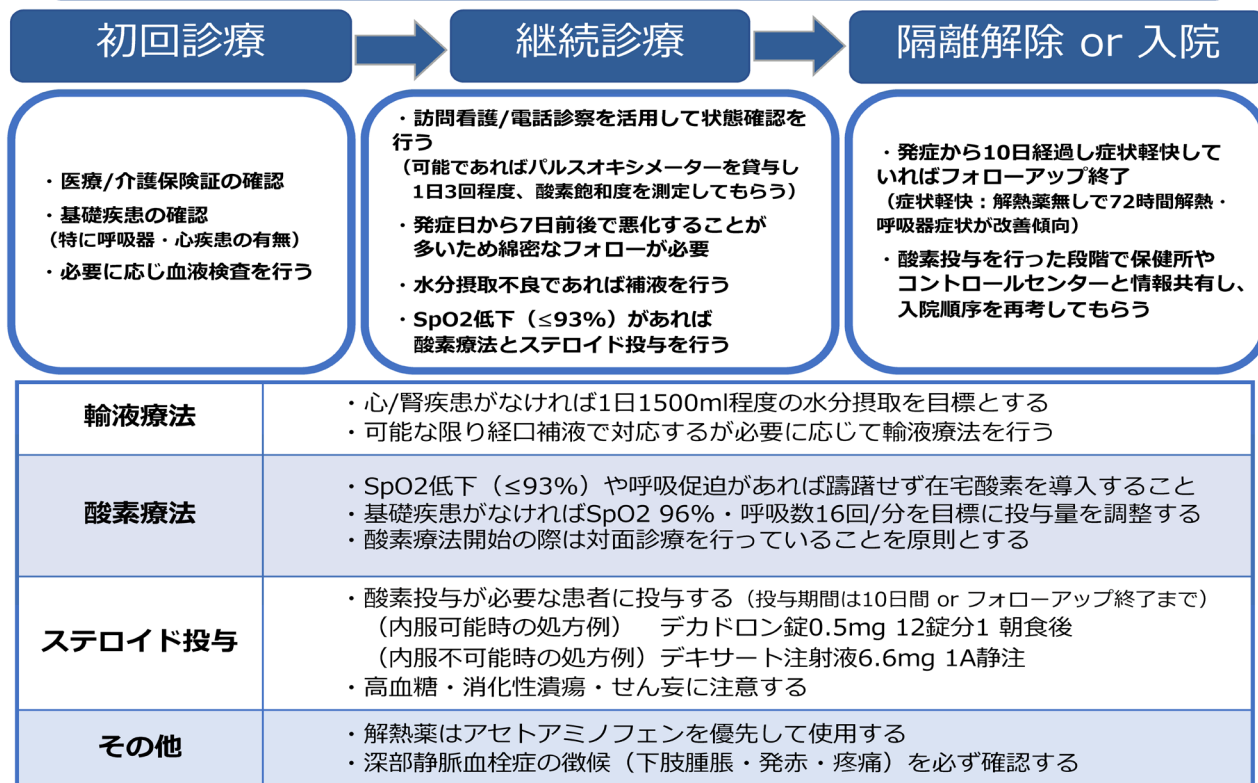 初回診療
継続診療
隔離解除 or 入院
・医療/介護保険証の確認
・基礎疾患の確認
（特に呼吸器・心疾患の有無）
・必要に応じ血液検査を行う
・訪問看護/電話診察を活用して状態確認を
行う
（可能であればパルスオキシメーターを貸与し
1日3回程度、酸素飽和度を測定してもらう）
・発症日から7日前後で悪化することが
多いため綿密なフォローが必要
・水分摂取不良であれば補液を行う
・SpO2低下（≤93%）があれば
酸素療法とステロイド投与を行う
・発症から10日経過し症状軽快して
いればフォローアップ終了
（症状軽快：解熱薬無しで72時間解熱・
呼吸器症状が改善傾向）
・酸素投与を行った段階で保健所や
コントロールセンターと情報共有し、
入院順序を再考してもらう
輸液療法
・心/腎疾患がなければ1日1500ml程度の水分摂取を目標とする
・可能な限り経口補液で対応するが必要に応じて輸液療法を行う
酸素療法
・SpO2低下（≤93%）や呼吸促迫があれば躊躇せず在宅酸素を導入すること
・基礎疾患がなければSpO2 96%・呼吸数16回/分を目標に投与量を調整する
・酸素療法開始の際は対面診療を行っていることを原則とする
ステロイド投与
・酸素投与が必要な患者に投与する（投与期間は10日間 or フォローアップ終了まで）
（内服可能時の処方例）　デカドロン錠0.5mg 12錠分1 朝食後
（内服不可能時の処方例）デキサート注射液6.6mg 1A静注
・高血糖・消化性潰瘍・せん妄に注意する
その他
・解熱薬はアセトアミノフェンを優先して使用する
・深部静脈血栓症の徴候（下肢腫脹・発赤・疼痛）を必ず確認する